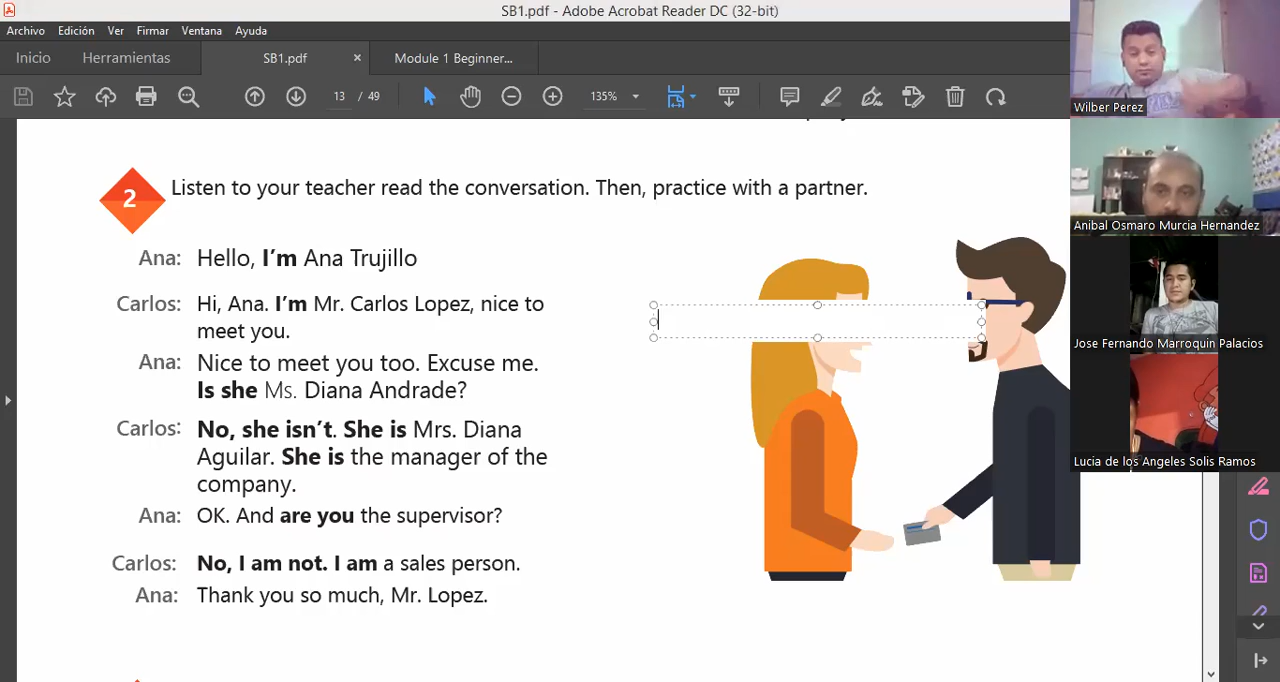 SB1.pdf - Adobe Acrobat Reader DC (32-bit)
Archivo Edición Ver Firmar Ventana Ayuda
Inicio Herramientas SB1.pdf × Module 1 Beginner...
13 / 49 135%
2 Listen to your teacher read the conversation. Then, practice with a partner.
Ana: Hello, I'm Ana Trujillo
Carlos: Hi, Ana. I'm Mr. Carlos Lopez, nice to
meet you.
Ana: Nice to meet you too. Excuse me.
Is she Ms. Diana Andrade?
Carlos: No, she isn't. She is Mrs. Diana
Aguilar. She is the manager of the
company.
Ana: OK. And are you the supervisor?
Carlos: No, I am not. I am a sales person.
Ana: Thank you so much, Mr. Lopez.
Wilber Perez
Anibal Osmaro Murcia Hernandez
Jose Fernando Marroquin Palacios
Lucia de los Angeles Solis Ramos